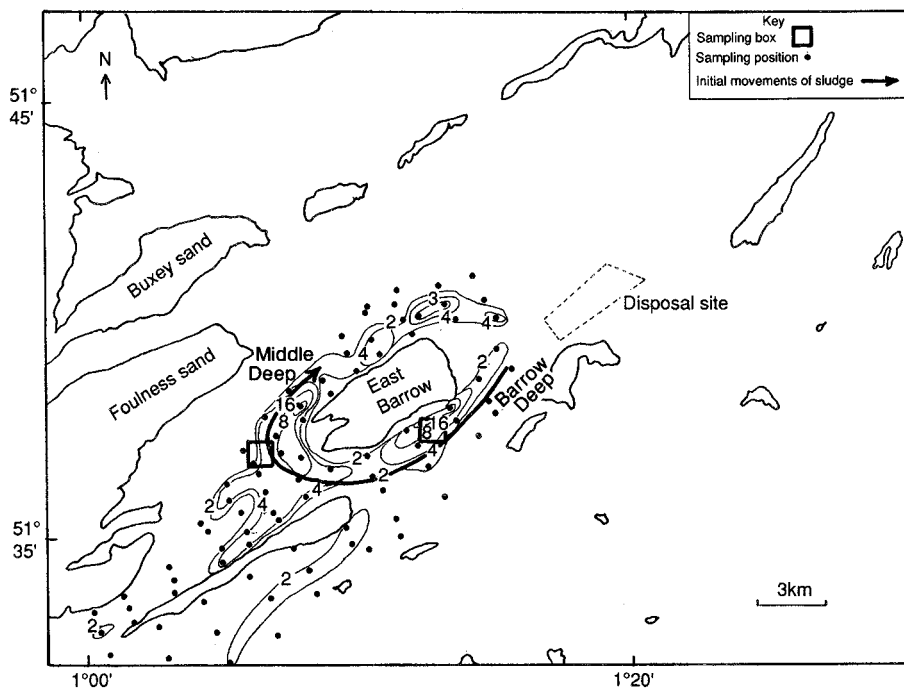 Key
Sampling box
Sampling position
Initial movements of sludge
N
51°
45'
Buxey sand
Disposal site
3
4
4
2
4
Middle
Deep
Foulness sand
East
Barrow
2
Barrow
Deep
16
8
16
8
4
2
2
4
2
4
51°
35'
2
2
3km
1°00'
1°20'